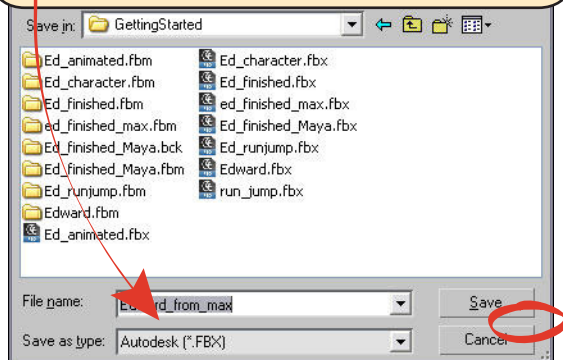 Save in: GettingStarted
Ed_animated.fbm
Ed_character.fbm
Ed_finished.fbm
ed_finished_max.fbm
Ed_finished_Maya.bck
Ed_finished_Maya.fbm
Ed_runjump.fbm
Edward.fbm
Ed_animated.fbx
Ed_character.fbx
Ed_finished.fbx
ed_finished_max.fbx
Ed_finished_Maya.fbx
Ed_runjump.fbx
Edward.fbx
run_jump.fbx
File name: Edward_from_max Save
Save as type: Autodesk (*.FBX) Cancel